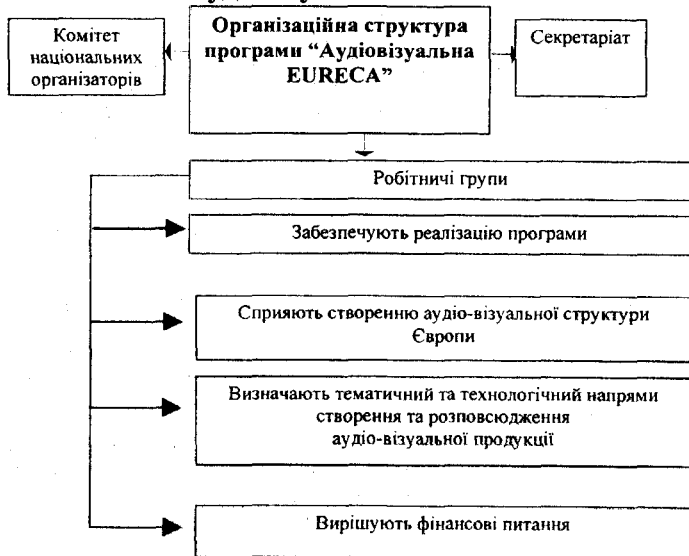 Комітет
національних
організаторів
Організаційна структура
програми “Аудіовізуальна
EURECA”
Секретаріат
Робітничі групи
Забезпечують реалізацію програми
Сприяють створенню аудіо-візуальної структури
Європи
Визначають тематичний та технологічний напрями
створення та розповсюдження
аудіо-візуальної продукції
Вирішують фінансові питання